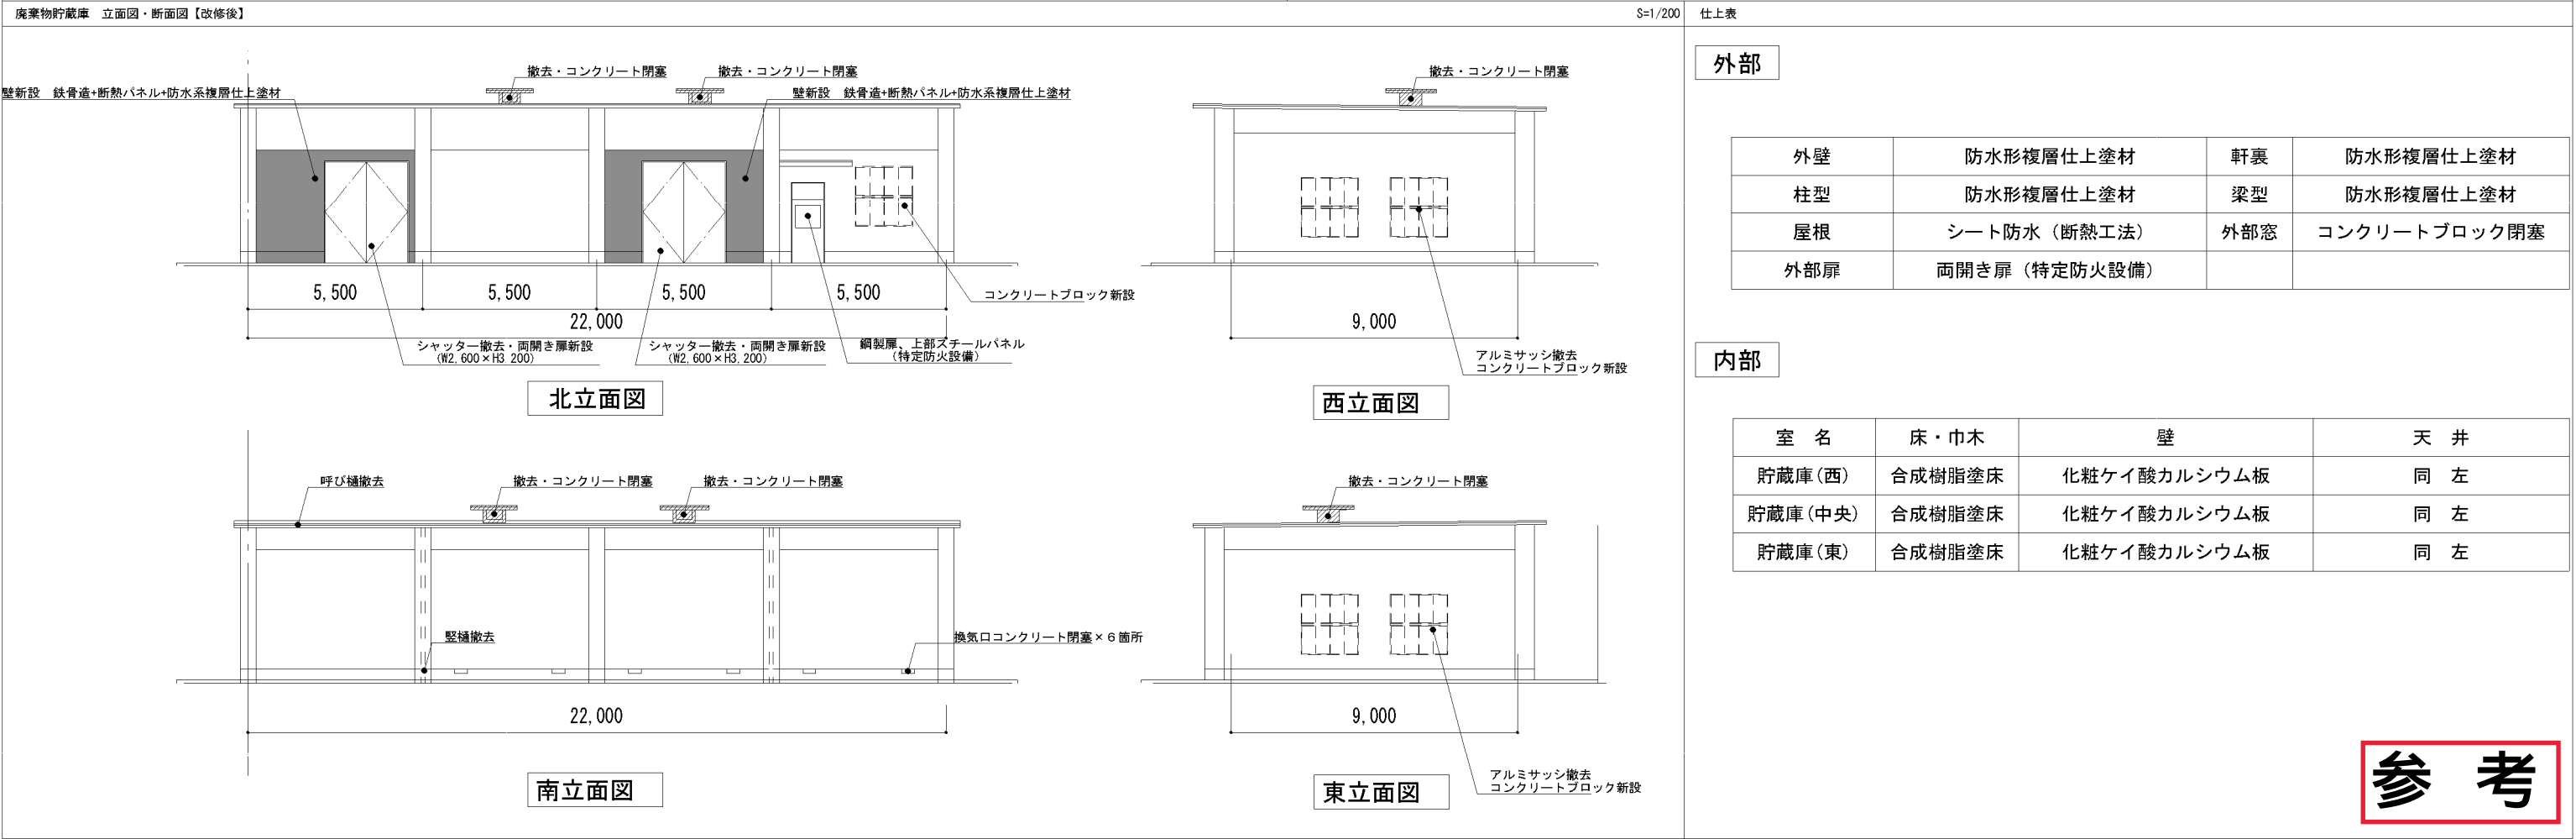 廃棄物貯蔵庫　立面図・断面図【改修後】
S=1/200
仕上表
撤去・コンクリート閉塞
撤去・コンクリート閉塞
壁新設　鉄骨造+断熱パネル+防水系複層仕上塗材
壁新設　鉄骨造+断熱パネル+防水系複層仕上塗材
5,500
5,500
5,500
5,500
22,000
コンクリートブロック新設
シャッター撤去・両開き扉新設
(W2,600×H3,200)
シャッター撤去・両開き扉新設
(W2,600×H3,200)
鋼製扉、上部スチールパネル
(特定防火設備)
北立面図
撤去・コンクリート閉塞
9,000
アルミサッシ撤去
コンクリートブロック新設
西立面図
呼び樋撤去
撤去・コンクリート閉塞
撤去・コンクリート閉塞
竪樋撤去
換気口コンクリート閉塞×６箇所
22,000
南立面図
撤去・コンクリート閉塞
9,000
アルミサッシ撤去
コンクリートブロック新設
東立面図
外部
外壁　防水形複層仕上塗材　軒裏　防水形複層仕上塗材
柱型　防水形複層仕上塗材　梁型　防水形複層仕上塗材
屋根　シート防水（断熱工法）　外部窓　コンクリートブロック閉塞
外部扉　両開き扉（特定防火設備）
内部
室　名　床・巾木　壁　天　井
貯蔵庫(西)　合成樹脂塗床　化粧ケイ酸カルシウム板　同　左
貯蔵庫(中央)　合成樹脂塗床　化粧ケイ酸カルシウム板　同　左
貯蔵庫(東)　合成樹脂塗床　化粧ケイ酸カルシウム板　同　左
参　考